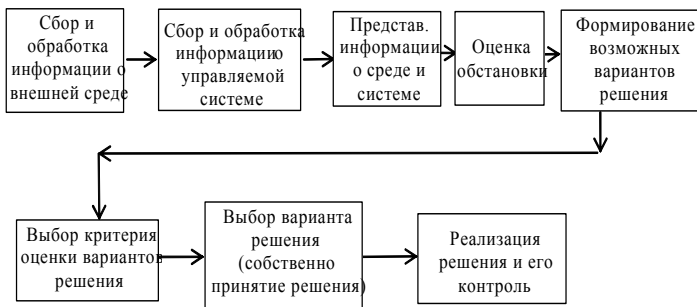 Сбор и
обработка
информации о
внешней среде
Сбор и обработка
информациюо
управляемой
системе
Представ.
информации
о среде и
системе
Оценка
обстановки
Формирование
возможных
вариантов
решения
Выбор критерия
оценки вариантов
решения
Выбор варианта
решения
(собственно
принятие решения)
Реализация
решения и его
контроль